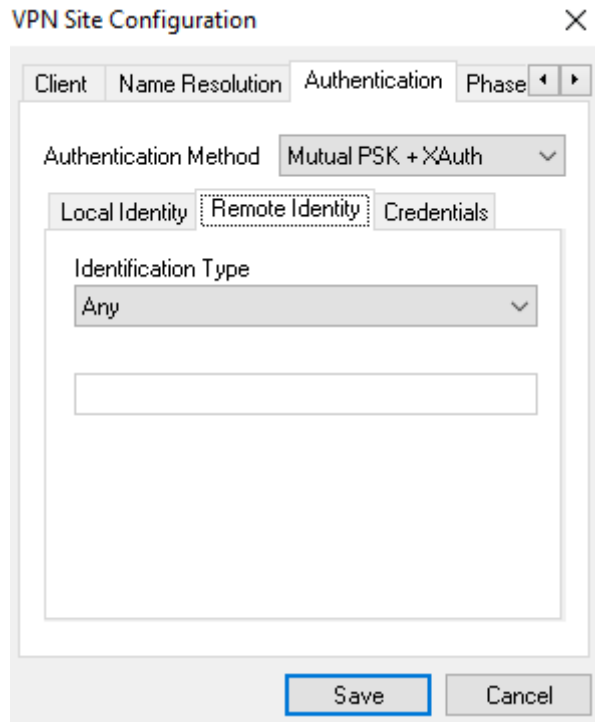 VPN Site Configuration
Client Name Resolution Authentication Phase
Authentication Method Mutual PSK + XAuth
Local Identity Remote Identity Credentials
Identification Type
Any
Save Cancel